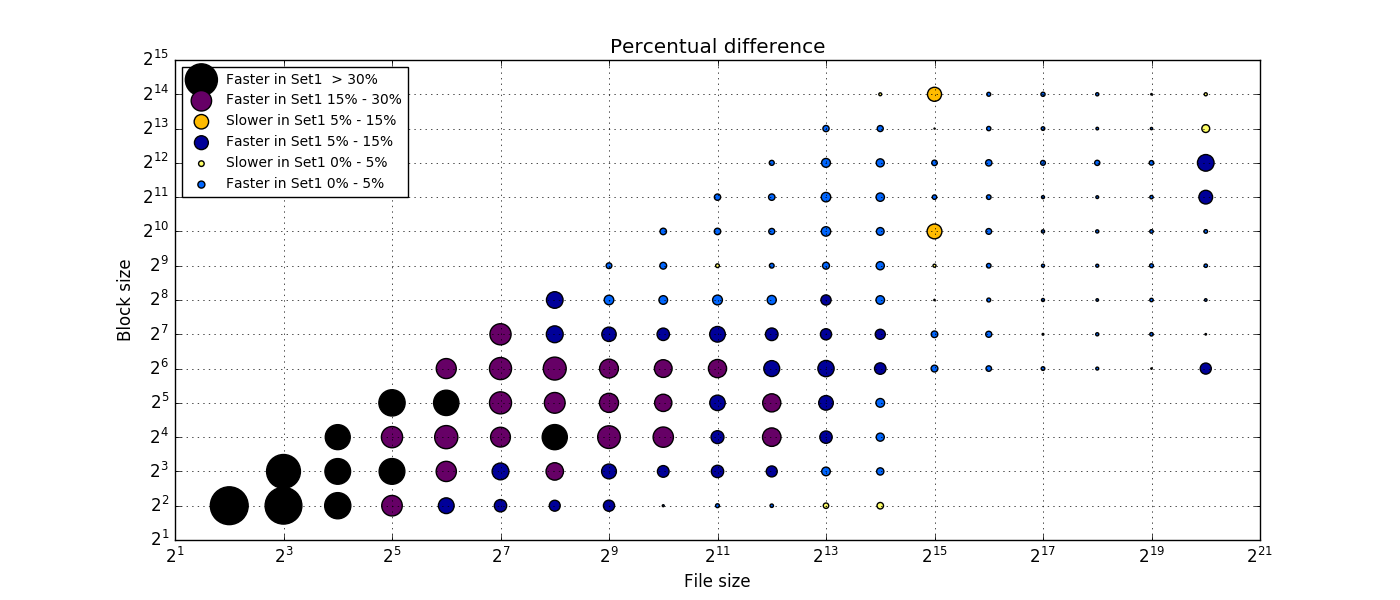 Percentual difference
2^15
2^14
2^13
2^12
2^11
2^10
2^9
2^8
2^7
2^6
2^5
2^4
2^3
2^2
2^1
Block size
Faster in Set1 > 30%
Faster in Set1 15% - 30%
Slower in Set1 5% - 15%
Faster in Set1 5% - 15%
Slower in Set1 0% - 5%
Faster in Set1 0% - 5%
2^1 2^3 2^5 2^7 2^9 2^11 2^13 2^15 2^17 2^19 2^21
File size